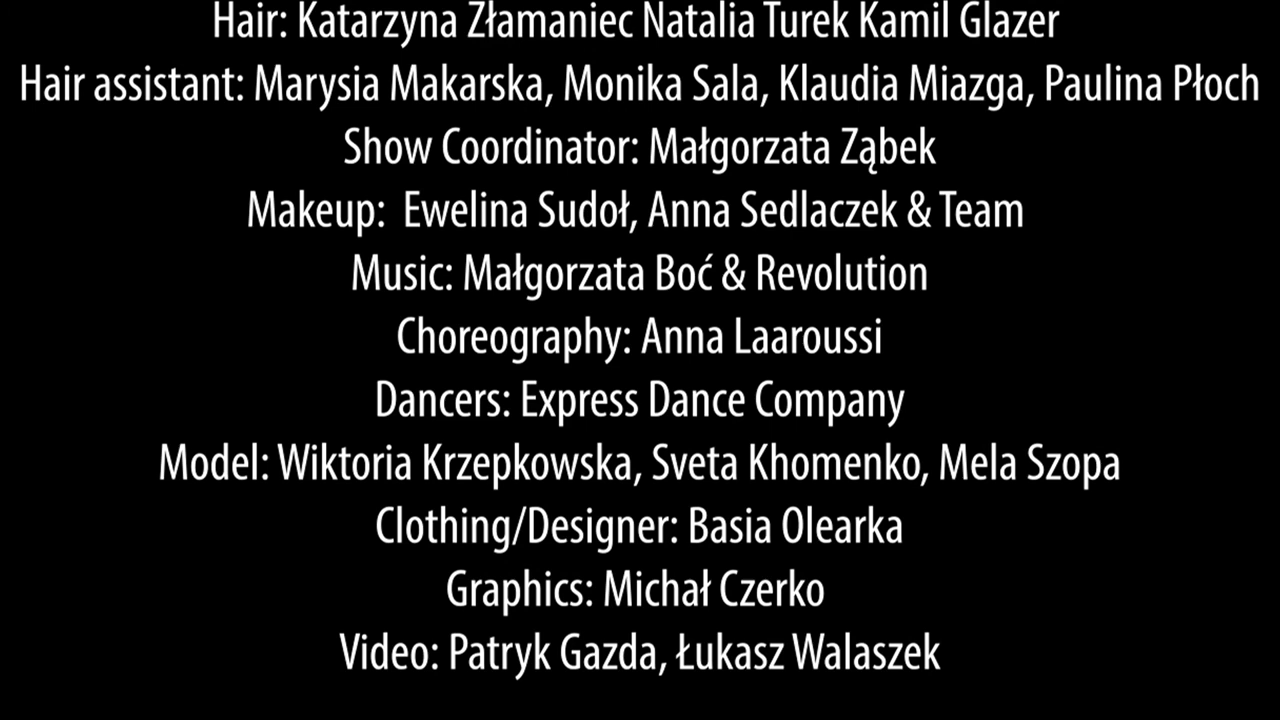 Hair: Katarzyna Złamaniec Natalia Turek Kamil Glazer
Hair assistant: Marysia Makarska, Monika Sala, Klaudia Miazga, Paulina Płoch
Show Coordinator: Małgorzata Ząbek
Makeup:  Ewelina Sudoł, Anna Sedlaczek & Team
Music: Małgorzata Boć & Revolution
Choreography: Anna Laaroussi
Dancers: Express Dance Company
Model: Wiktoria Krzepkowska, Sveta Khomenko, Mela Szopa
Clothing/Designer: Basia Olearka
Graphics: Michał Czerko
Video: Patryk Gazda, Łukasz Walaszek